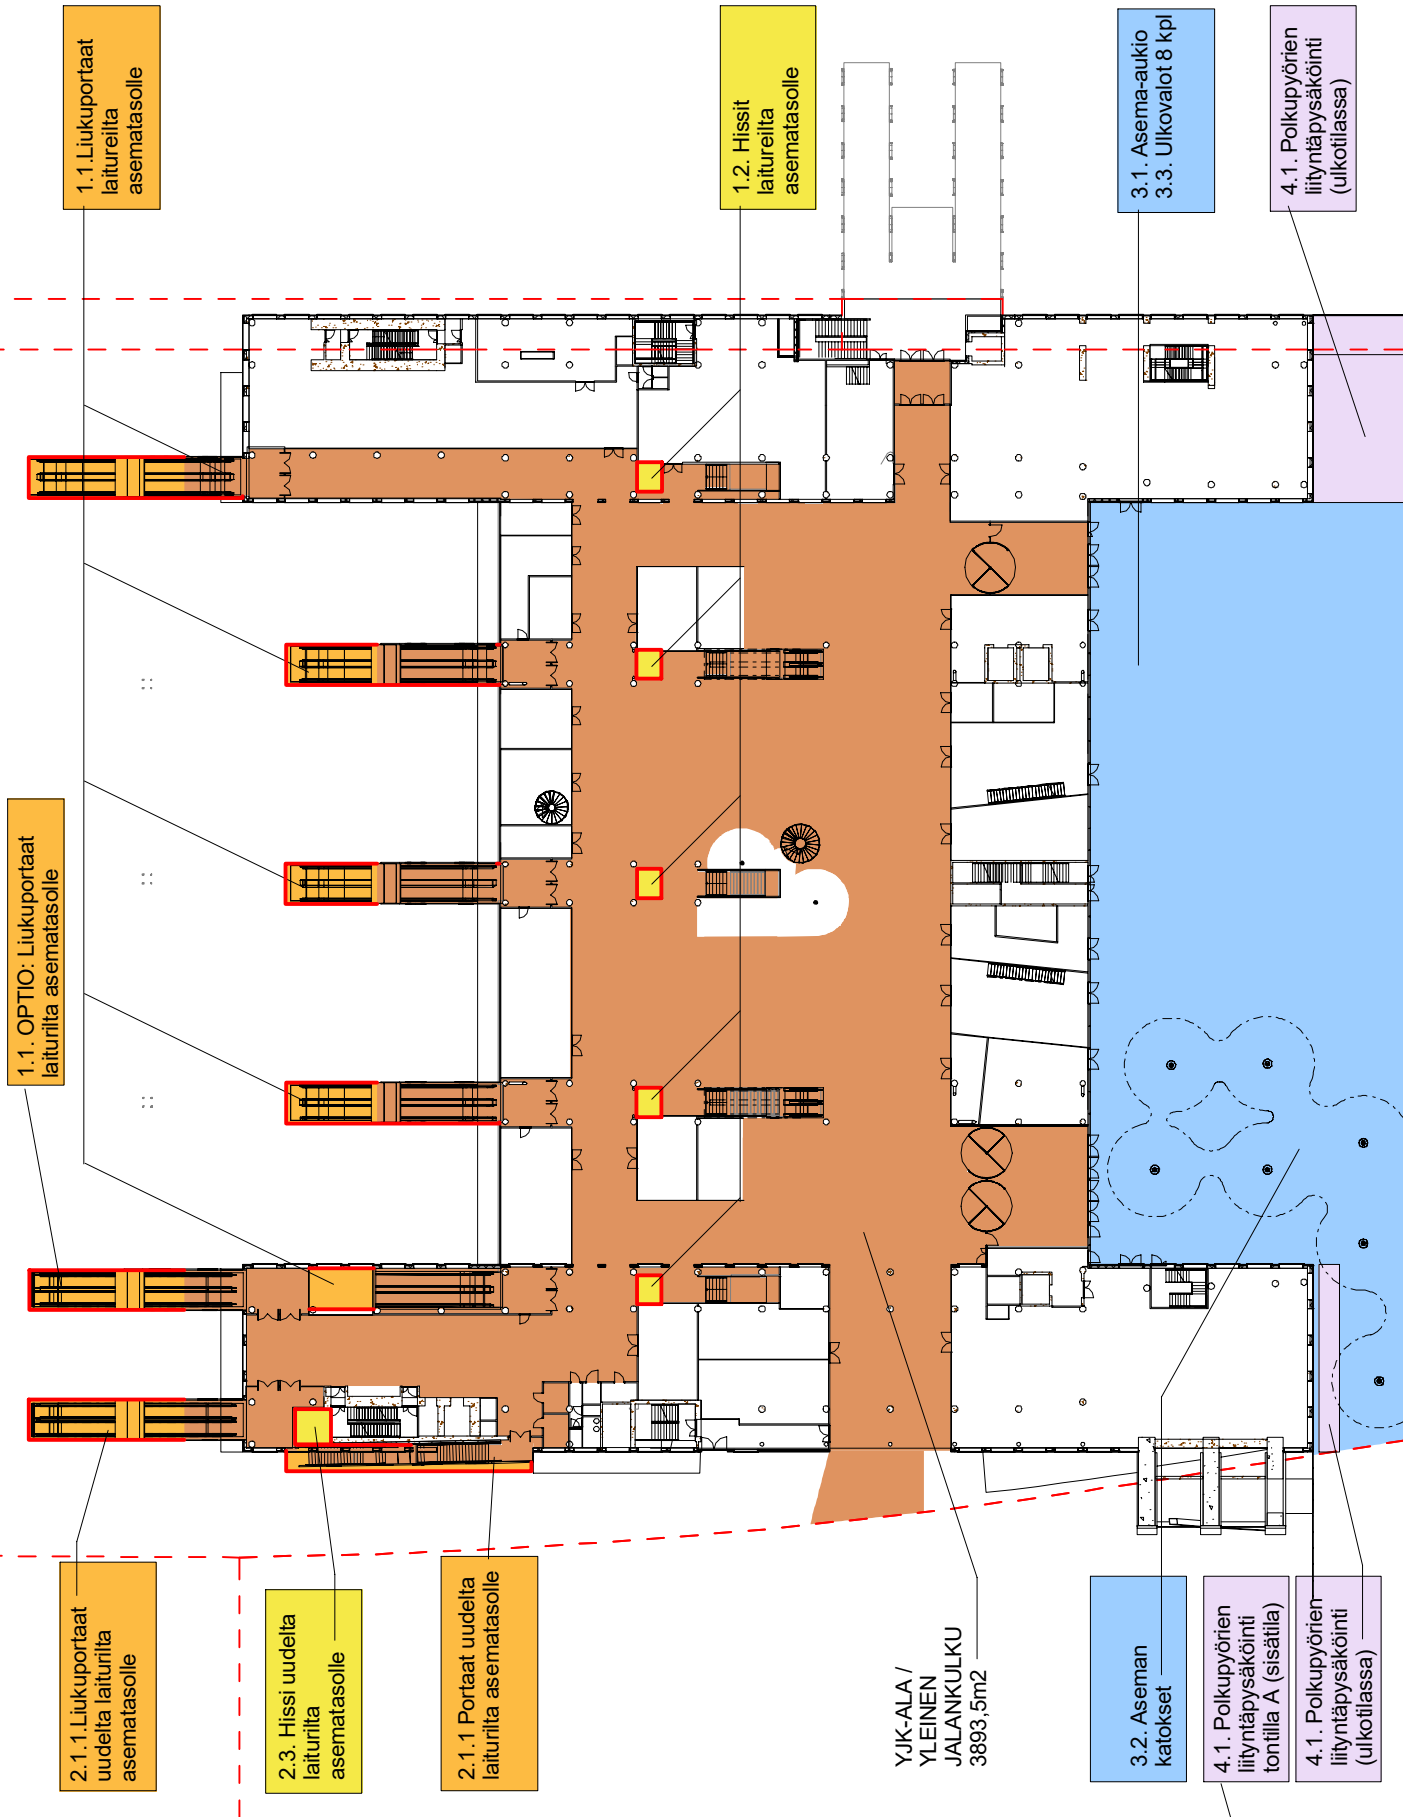 1.1.Liukuportaat
laitureilta
asematasolle
1.2. Hissit
laitureilta
asematasolle
3.1. Asema-aukio
3.3. Ulkovalot 8 kpl
4.1. Polkupyörien
liityntäpysäköinti
(ulkotilassa)
1.1. OPTIO: Liukuportaat
laiturilta asematasolle
2.1.1.Liukuportaat
uudelta laiturilta
asematasolle
2.3. Hissi uudelta
laiturilta
asematasolle
2.1.1 Portaat uudelta
laiturilta asematasolle
YJK-ALA /
YLEINEN
JALANKULKU
3893,5m2
3.2. Aseman
katokset
4.1. Polkupyörien
liityntäpysäköinti
tontilla A (sisätila)
4.1. Polkupyörien
liityntäpysäköinti
(ulkotilassa)